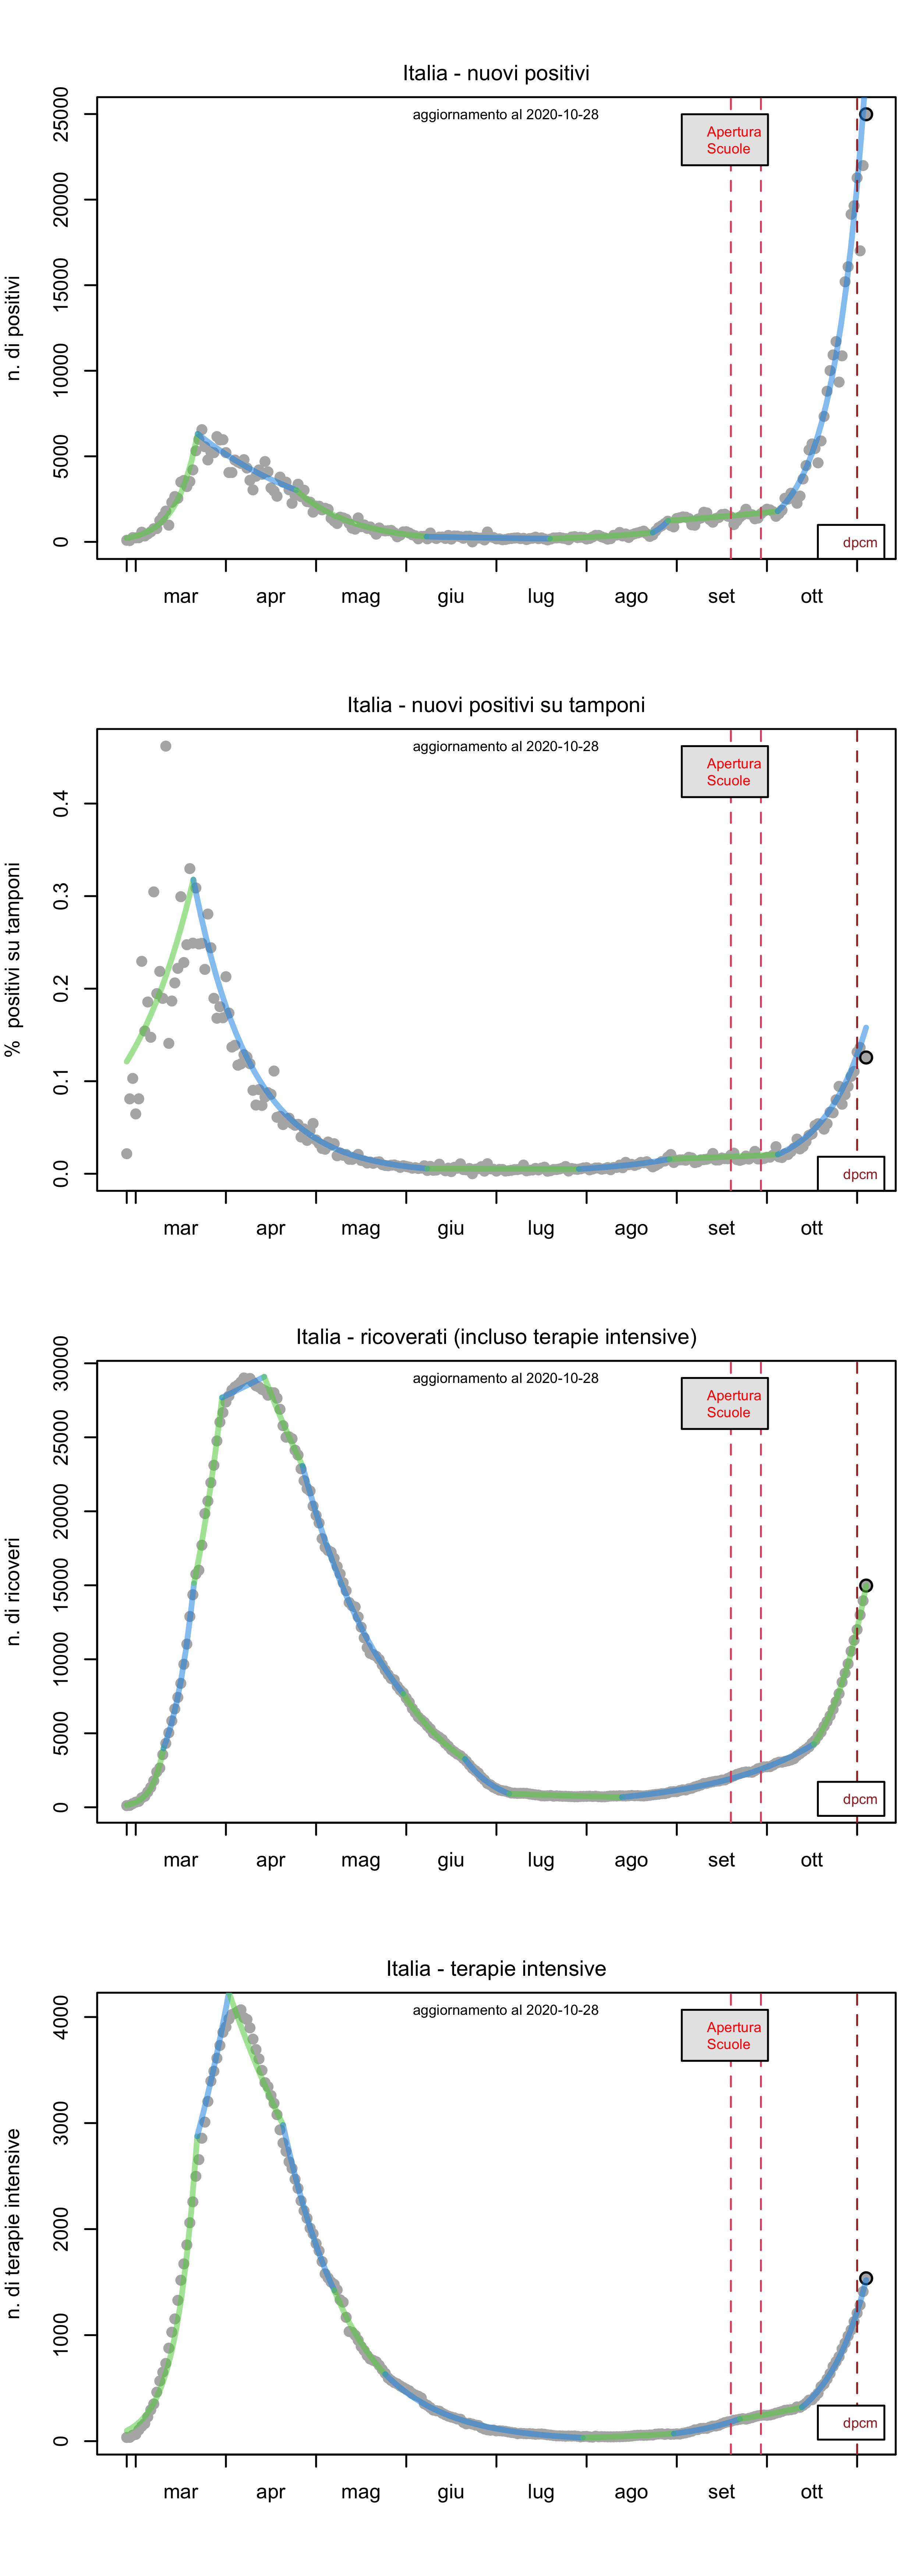 Italia - nuovi positivi
aggiornamento al 2020-10-28
Apertura
Scuole
25000
20000
15000
10000
5000
0
n. di positivi
dpcm
mar apr mag giu lug ago set ott
Italia - nuovi positivi su tamponi
aggiornamento al 2020-10-28
Apertura
Scuole
0.4
0.3
0.2
0.1
0.0
% positivi su tamponi
dpcm
mar apr mag giu lug ago set ott
Italia - ricoverati (incluso terapie intensive)
aggiornamento al 2020-10-28
Apertura
Scuole
30000
25000
20000
15000
10000
5000
0
n. di ricoveri
dpcm
mar apr mag giu lug ago set ott
Italia - terapie intensive
aggiornamento al 2020-10-28
Apertura
Scuole
4000
3000
2000
1000
0
n. di terapie intensive
dpcm
mar apr mag giu lug ago set ott